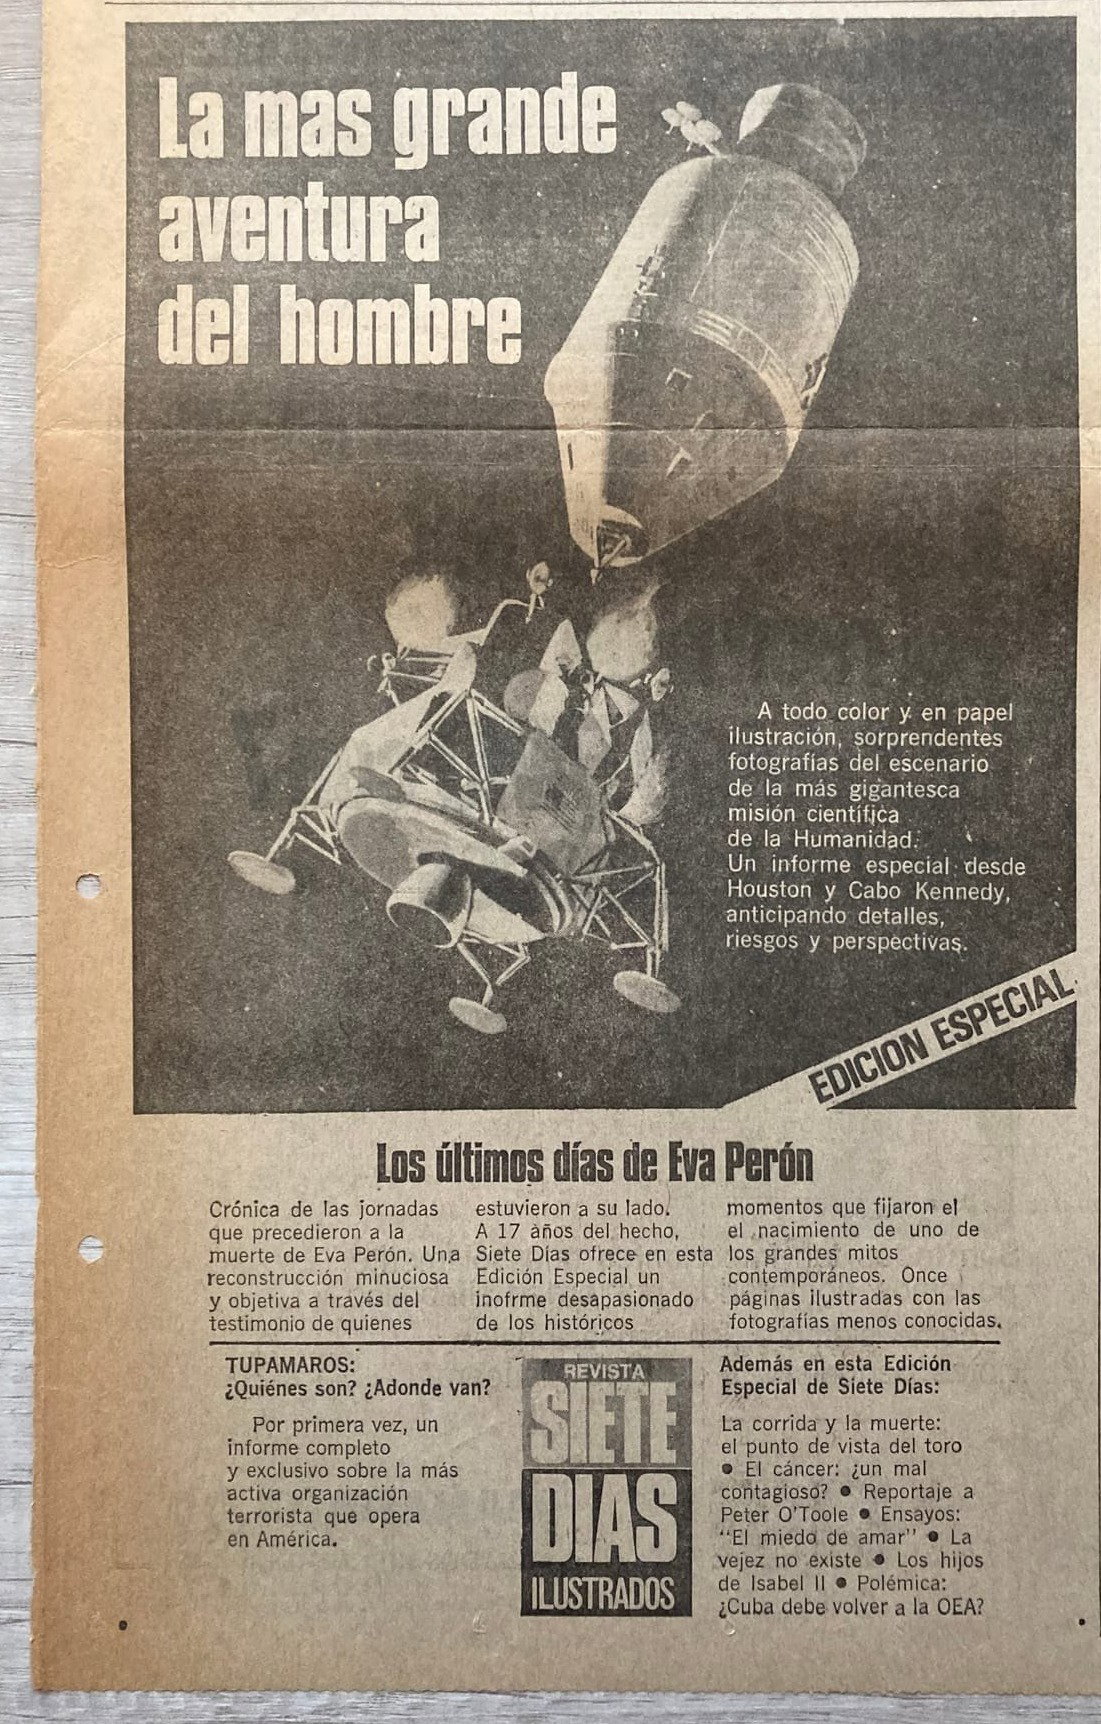 La mas grande
aventura
del hombre
A todo color y en papel
ilustración, sorprendentes
fotografías del escenario
de la más gigantesca
misión científica
de la Humanidad.
Un informe especial desde
Houston y Cabo Kennedy,
anticipando detalles,
riesgos y perspectivas.
EDICION ESPECIAL
Los últimos días de Eva Perón
Crónica de las jornadas
que precedieron a la
muerte de Eva Perón. Una
reconstrucción minuciosa
y objetiva a través del
testimonio de quienes
estuvieron a su lado.
A 17 años del hecho,
Siete Días ofrece en esta
Edición Especial un
inofrme desapasionado
de los históricos
momentos que fijaron el
el nacimiento de uno de
los grandes mitos
contemporáneos. Once
páginas ilustradas con las
fotografías menos conocidas.
TUPAMAROS:
¿Quiénes son? ¿Adonde van?
Por primera vez, un
informe completo
y exclusivo sobre la más
activa organización
terrorista que opera
en América.
REVISTA
SIETE
DIAS
ILUSTRADOS
Además en esta Edición
Especial de Siete Días:
La corrida y la muerte:
el punto de vista del toro
● El cáncer: ¿un mal
contagioso? ● Reportaje a
Peter O'Toole ● Ensayos:
"El miedo de amar" ● La
vejez no existe ● Los hijos
de Isabel II ● Polémica:
¿Cuba debe volver a la OEA?